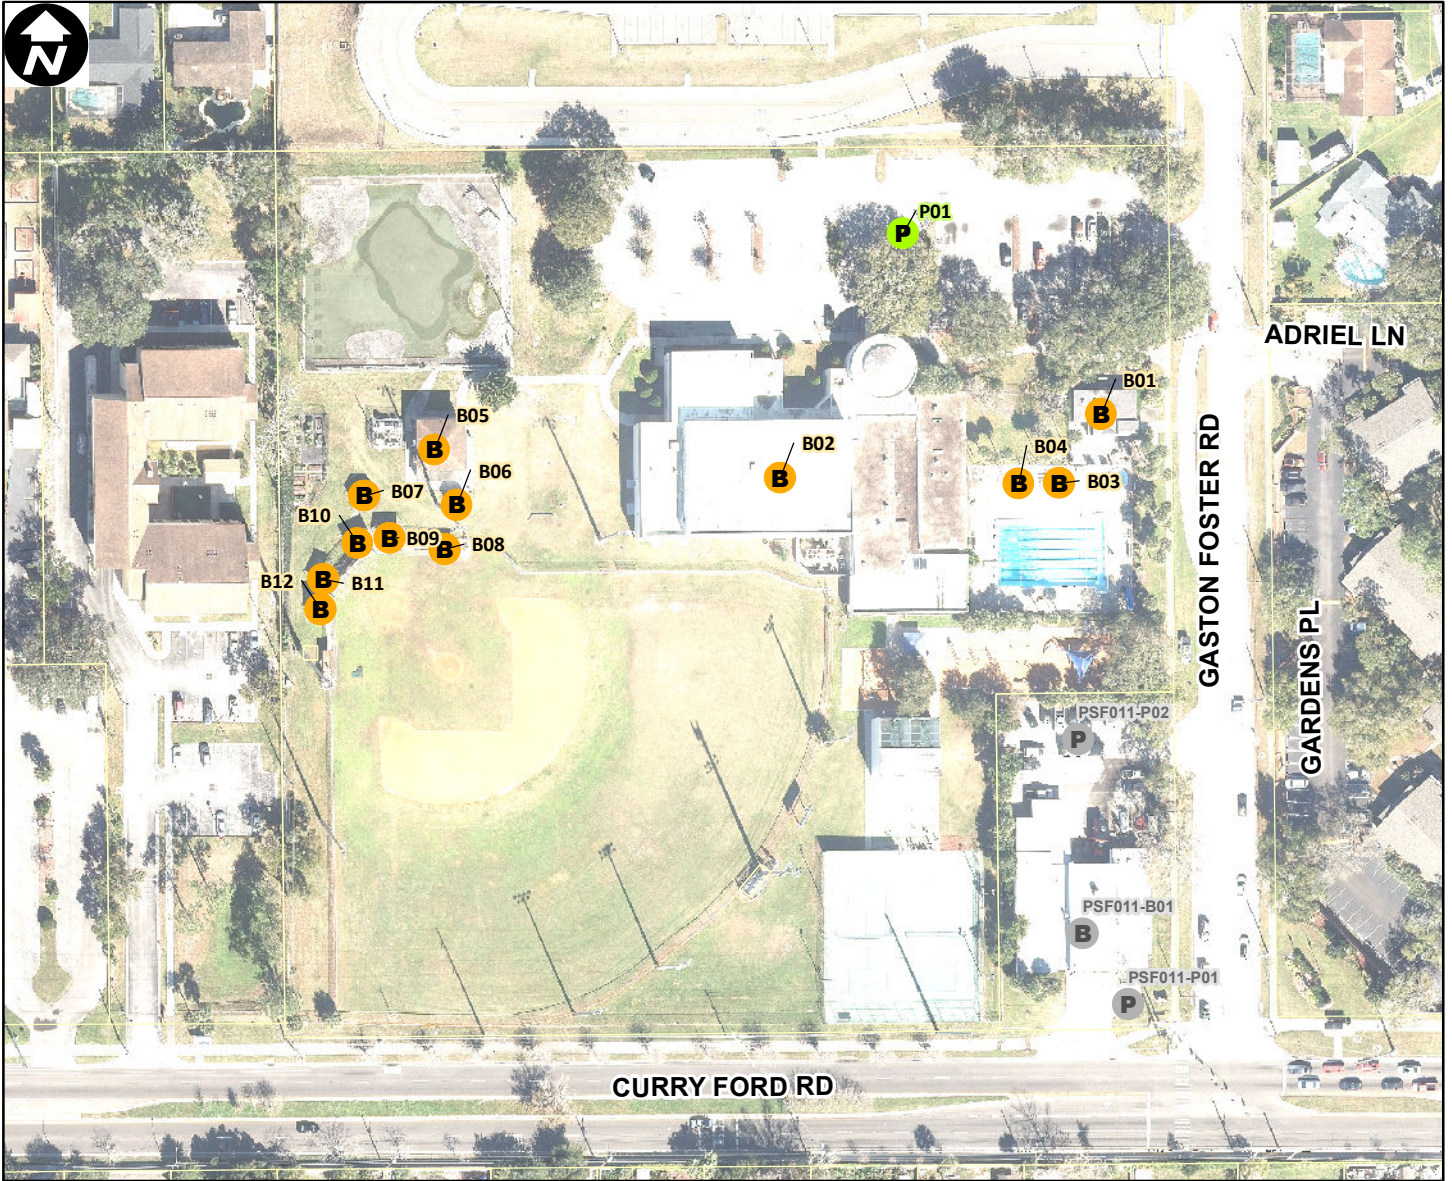 N
P01
P
ADRIEL LN
B01
B
B05
B
B02
B
B04
B
B03
B
B06
B
B07
B
B10
B
B09
B
B08
B
B12
B
B11
B
GASTON FOSTER RD
GARDENS PL
PSF011-P02
P
PSF011-B01
B
PSF011-P01
P
CURRY FORD RD